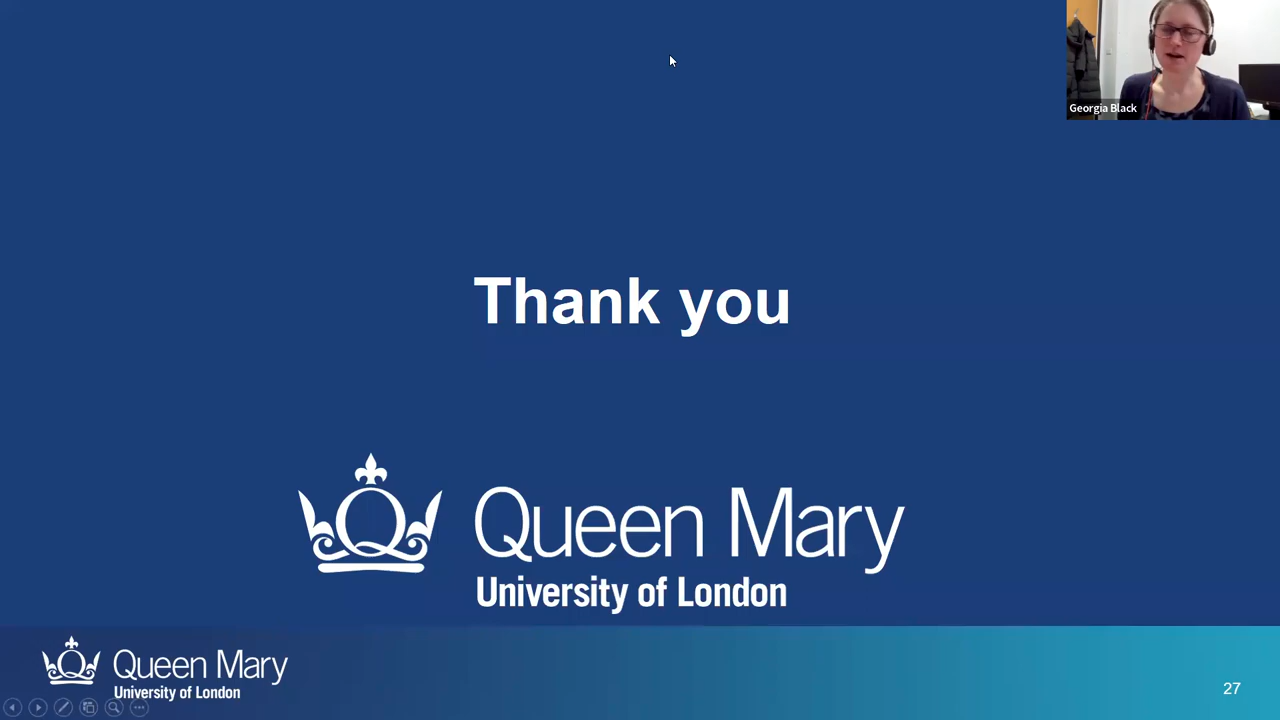 Georgia Black
Thank you
Queen Mary
University of London
Queen Mary
University of London
27